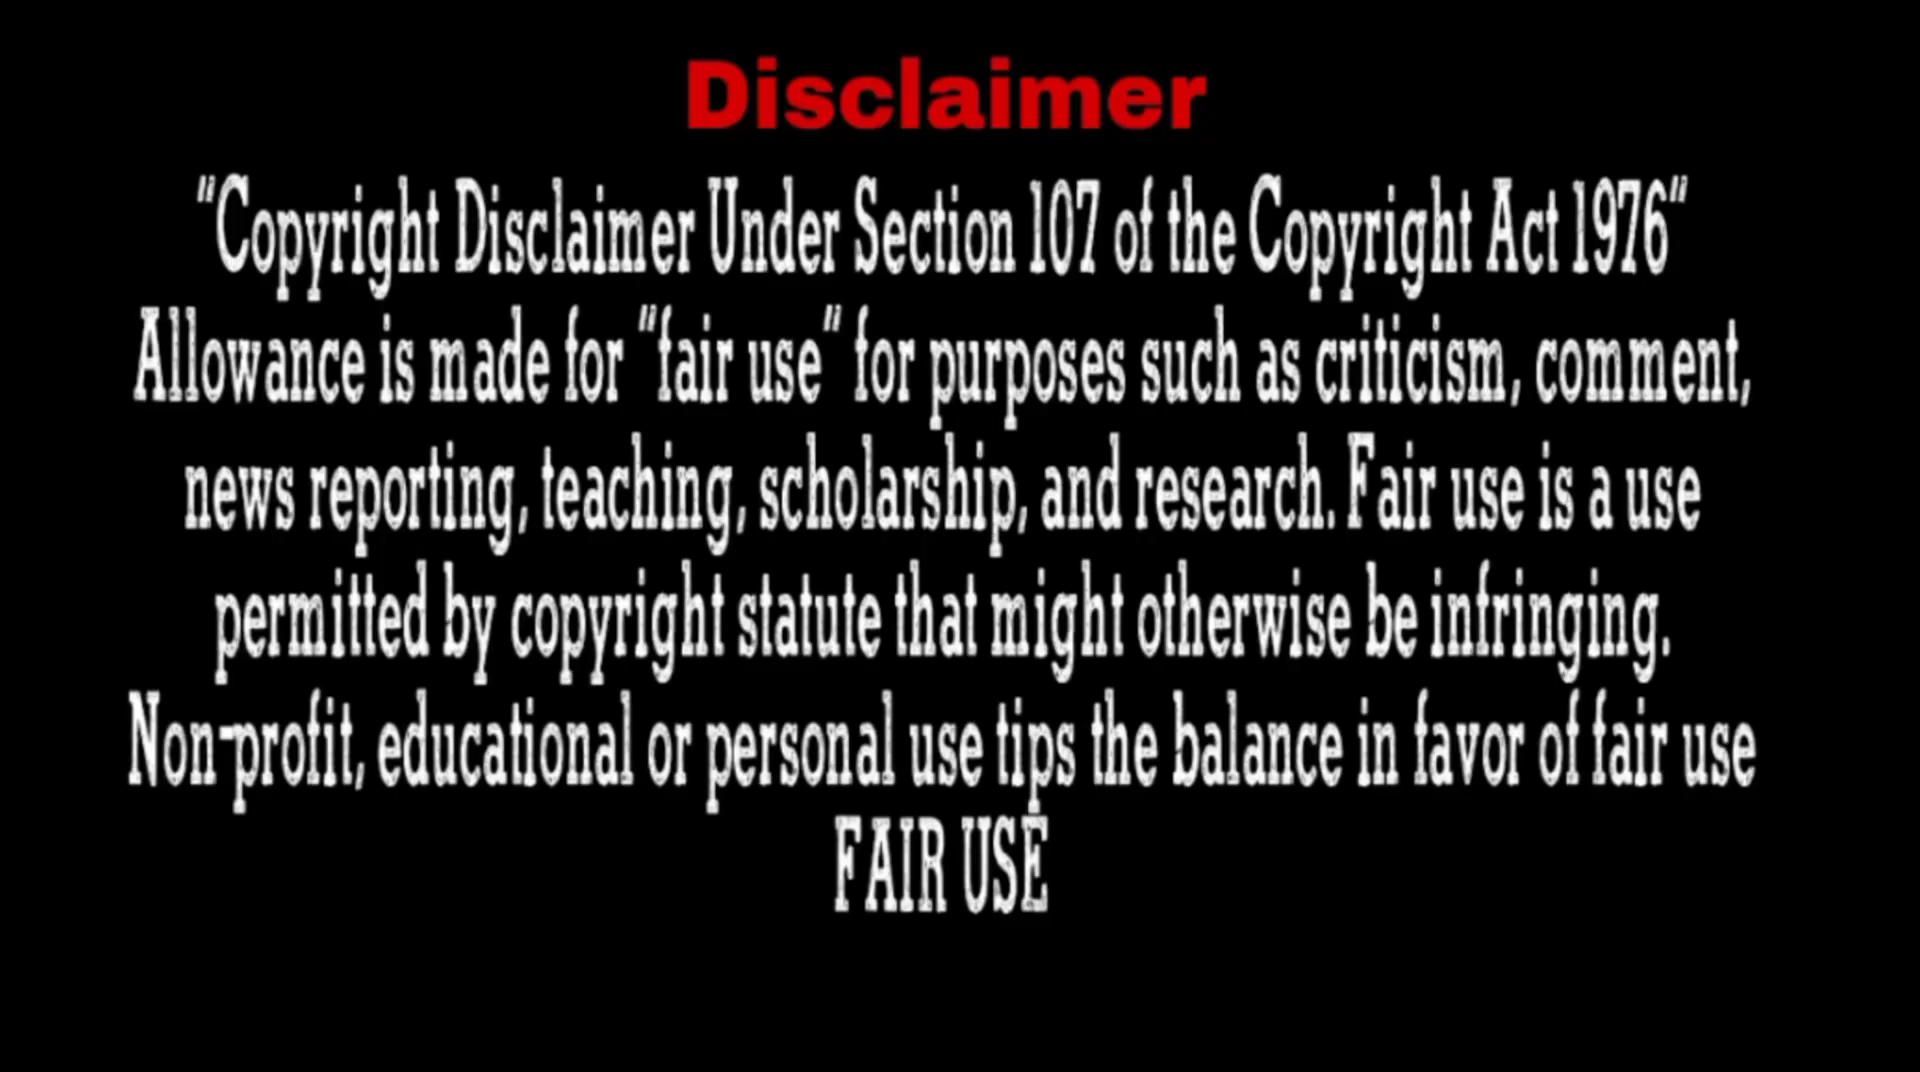 Disclaimer
"Copyright Disclaimer Under Section 107 of the Copyright Act 1976"
Allowance is made for "fair use" for purposes such as criticism, comment,
news reporting, teaching, scholarship, and research. Fair use is a use
permitted by copyright statute that might otherwise be infringing.
Non-profit, educational or personal use tips the balance in favor of fair use
FAIR USE